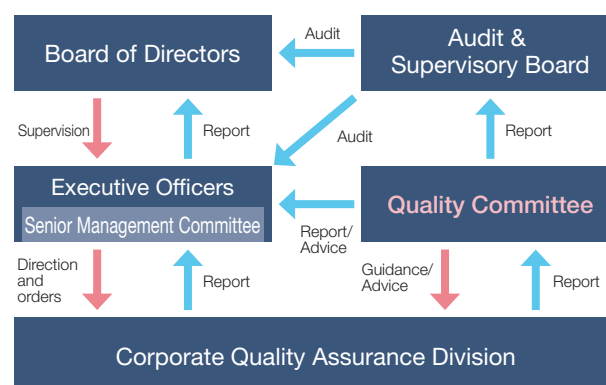 Board of Directors
Audit
Audit &
Supervisory Board
Supervision
Report
Audit
Report
Executive Officers
Senior Management Committee
Quality Committee
Report/
Advice
Direction
and
orders
Report
Guidance/
Advice
Report
Corporate Quality Assurance Division